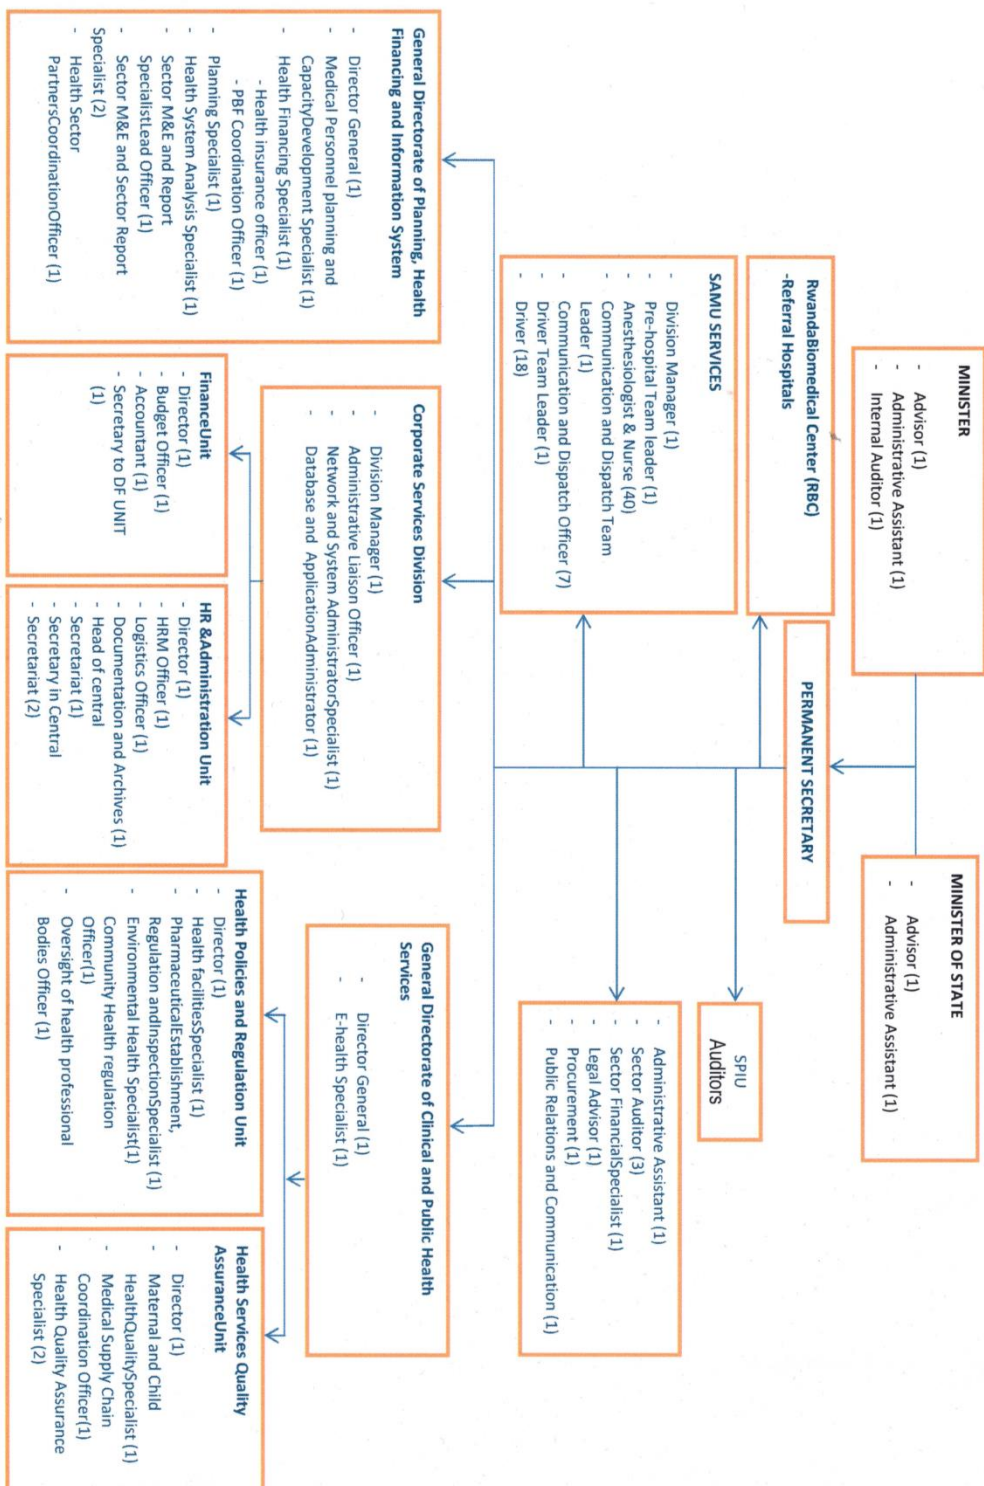 MINISTER
- Advisor (1)
- Administrative Assistant (1)
- Internal Auditor (1)
MINISTER OF STATE
- Advisor (1)
- Administrative Assistant (1)
PERMANENT SECRETARY
RwandaBiomedical Center (RBC)
-Referral Hospitals
SPIU
Auditors
SAMU SERVICES
- Division Manager (1)
- Pre-hospital Team leader (1)
- Anesthesiologist & Nurse (40)
- Communication and Dispatch Team
Leader (1)
- Communication and Dispatch Officer (7)
- Driver Team Leader (1)
- Driver (18)
- Administrative Assistant (1)
- Sector Auditor (3)
- Sector FinancialSpecialist (1)
- Legal Advisor (1)
- Procurement (1)
- Public Relations and Communication (1)
General Directorate of Planning, Health
Financing and Information System
- Director General (1)
- Medical Personnel planning and
CapacityDevelopment Specialist (1)
- Health Financing Specialist (1)
- Health insurance officer (1)
- PBF Coordination Officer (1)
- Planning Specialist (1)
- Health System Analysis Specialist (1)
- Sector M&E and Report
SpecialistLead Officer (1)
- Sector M&E and Sector Report
Specialist (2)
- Health Sector
PartnersCoordinationOfficer (1)
Corporate Services Division
- Division Manager (1)
- Administrative Liaison Officer (1)
- Network and System AdministratorSpecialist (1)
- Database and ApplicationAdministrator (1)
General Directorate of Clinical and Public Health
Services
- Director General (1)
- E-health Specialist (1)
FinanceUnit
- Director (1)
- Budget Officer (1)
- Accountant (1)
- Secretary to DF UNIT
(1)
HR &Administration Unit
- Director (1)
- HRM Officer (1)
- Logistics Officer (1)
- Documentation and Archives (1)
- Head of central
- Secretariat (1)
- Secretary in Central
- Secretariat (2)
Health Policies and Regulation Unit
- Director (1)
- Health facilitiesSpecialist (1)
- PharmaceuticalEstablishment,
Regulation andInspectionSpecialist (1)
- Environmental Health Specialist(1)
- Community Health regulation
Officer(1)
- Oversight of health professional
Bodies Officer (1)
Health Services Quality
AssuranceUnit
- Director (1)
- Maternal and Child
HealthQualitySpecialist (1)
- Medical Supply Chain
Coordination Officer(1)
- Health Quality Assurance
Specialist (2)